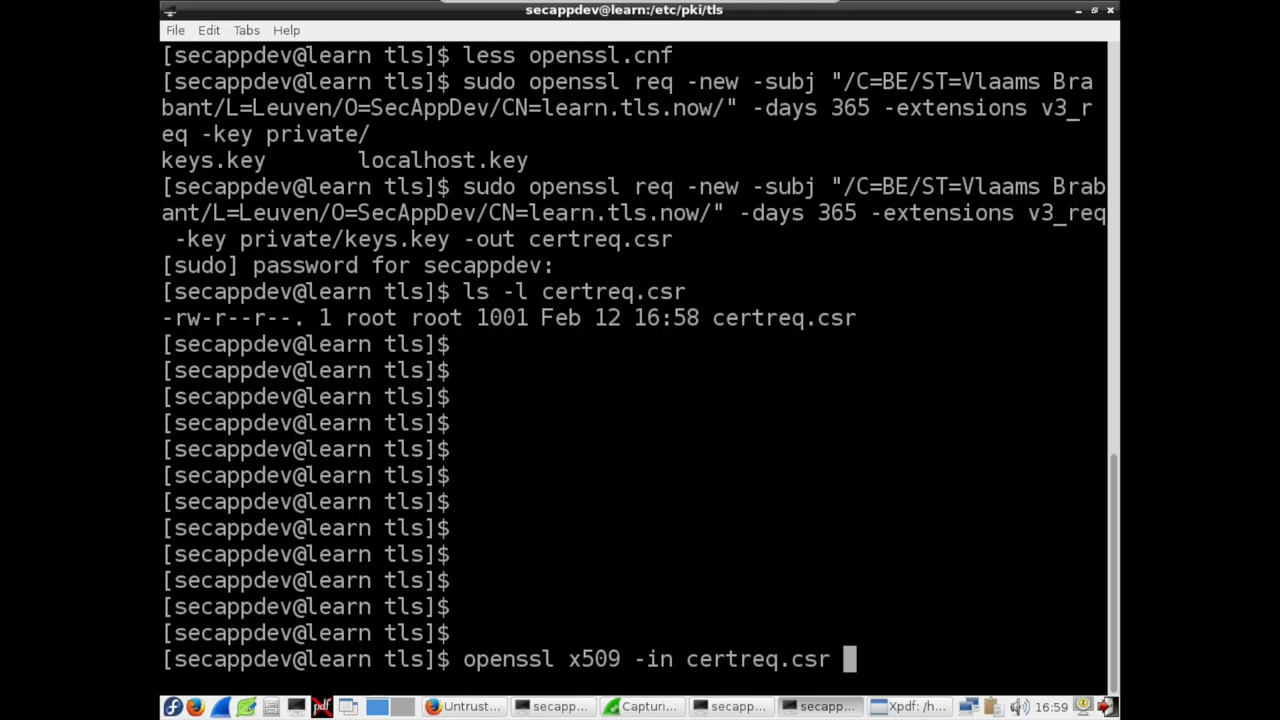 secappdev@learn:/etc/pki/tls
File Edit Tabs Help
[secappdev@learn tls]$ less openssl.cnf
[secappdev@learn tls]$ sudo openssl req -new -subj "/C=BE/ST=Vlaams Bra
bant/L=Leuven/O=SecAppDev/CN=learn.tls.now/" -days 365 -extensions v3_r
eq -key private/
keys.key localhost.key
[secappdev@learn tls]$ sudo openssl req -new -subj "/C=BE/ST=Vlaams Brab
ant/L=Leuven/O=SecAppDev/CN=learn.tls.now/" -days 365 -extensions v3_req
-key private/keys.key -out certreq.csr
[sudo] password for secappdev:
[secappdev@learn tls]$ ls -l certreq.csr
-rw-r--r--. 1 root root 1001 Feb 12 16:58 certreq.csr
[secappdev@learn tls]$
[secappdev@learn tls]$
[secappdev@learn tls]$
[secappdev@learn tls]$
[secappdev@learn tls]$
[secappdev@learn tls]$
[secappdev@learn tls]$
[secappdev@learn tls]$
[secappdev@learn tls]$
[secappdev@learn tls]$
[secappdev@learn tls]$
[secappdev@learn tls]$
[secappdev@learn tls]$ openssl x509 -in certreq.csr
pdf Untrust... secapp... Capturi... secapp... secapp... Xpdf: /h... 16:59